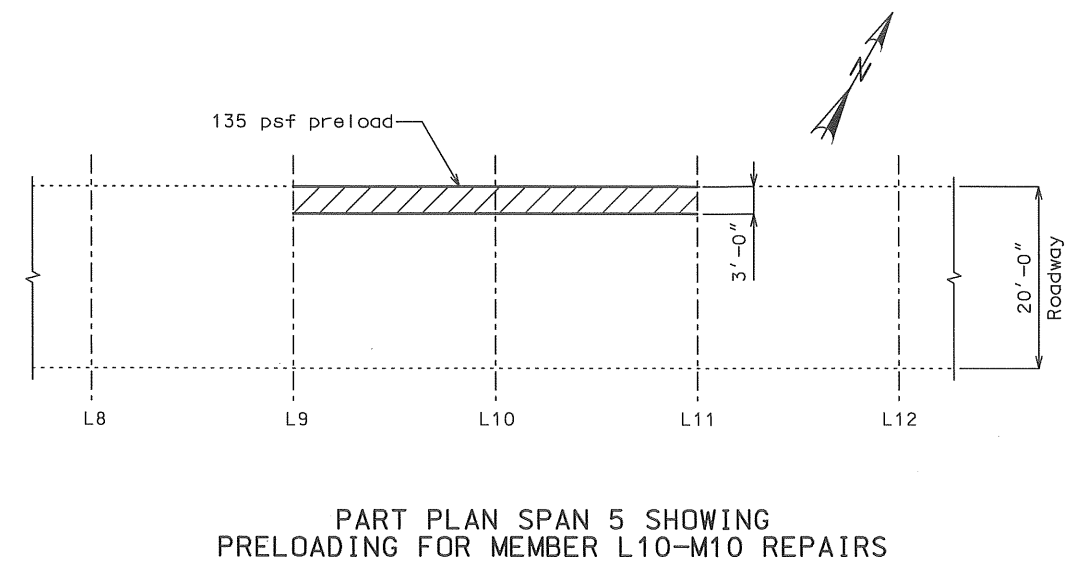 N
135 psf preload
3'-0"
20'-0"
Roadway
L8
L9
L10
L11
L12
PART PLAN SPAN 5 SHOWING
PRELOADING FOR MEMBER L10-M10 REPAIRS